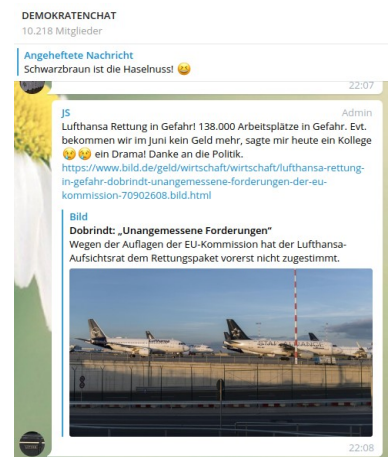 DEMOKRATENCHAT
10.218 Mitglieder
Angeheftete Nachricht
Schwarzbraun ist die Haselnuss! 😄
22:07
JS Admin
Lufthansa Rettung in Gefahr! 138.000 Arbeitsplätze in Gefahr. Evt.
bekommen wir im Juni kein Geld mehr, sagte mir heute ein Kollege
😢 😢 ein Drama! Danke an die Politik.
https://www.bild.de/geld/wirtschaft/wirtschaft/lufthansa-rettung-
in-gefahr-dobrindt-unangemessene-forderungen-der-eu-
kommission-70902608.bild.html
Bild
Dobrindt: „Unangemessene Forderungen“
Wegen der Auflagen der EU-Kommission hat der Lufthansa-
Aufsichtsrat dem Rettungspaket vorerst nicht zugestimmt.
22:08